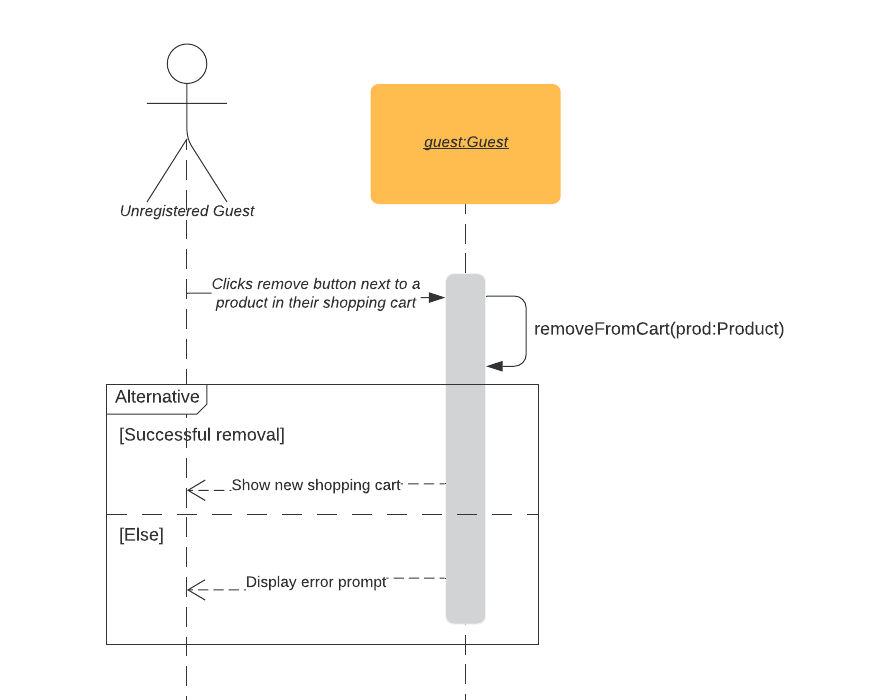 guest:Guest
Unregistered Guest
Clicks remove button next to a
product in their shopping cart
removeFromCart(prod:Product)
Alternative
[Successful removal]
Show new shopping cart
[Else]
Display error prompt